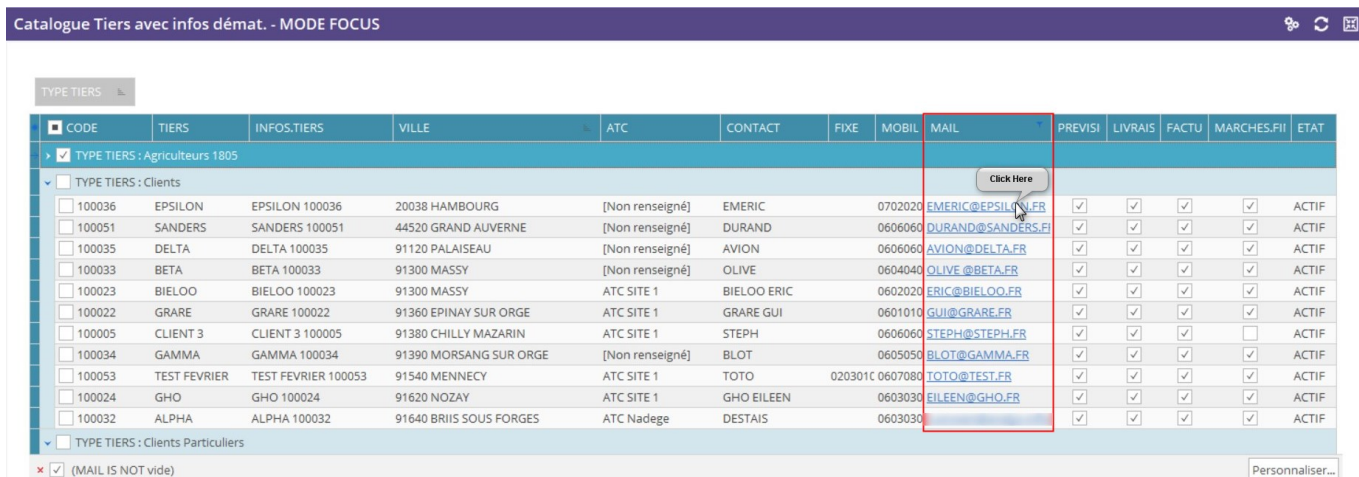 Catalogue Tiers avec infos démat. - MODE FOCUS
TYPE TIERS
CODE TIERS INFOS.TIERS VILLE ATC CONTACT FIXE MOBIL MAIL PREVISI LIVRAIS FACTU MARCHES.FII ETAT
TYPE TIERS : Agriculteurs 1805
TYPE TIERS : Clients
Click Here
100036 EPSILON EPSILON 100036 20038 HAMBOURG [Non renseigné] EMERIC 0702020 EMERIC@EPSILON.FR ACTIF
100051 SANDERS SANDERS 100051 44520 GRAND AUVERNE [Non renseigné] DURAND 0606060 DURAND@SANDERS.FI ACTIF
100035 DELTA DELTA 100035 91120 PALAISEAU [Non renseigné] AVION 0606060 AVION@DELTA.FR ACTIF
100033 BETA BETA 100033 91300 MASSY [Non renseigné] OLIVE 0604040 OLIVE @BETA.FR ACTIF
100023 BIELOO BIELOO 100023 91300 MASSY ATC SITE 1 BIELOO ERIC 0602020 ERIC@BIELOO.FR ACTIF
100022 GRARE GRARE 100022 91360 EPINAY SUR ORGE ATC SITE 1 GRARE GUI 0601010 GUI@GRARE.FR ACTIF
100005 CLIENT 3 CLIENT 3 100005 91380 CHILLY MAZARIN ATC SITE 1 STEPH 0606060 STEPH@STEPH.FR ACTIF
100034 GAMMA GAMMA 100034 91390 MORSANG SUR ORGE [Non renseigné] BLOT 0605050 BLOT@GAMMA.FR ACTIF
100053 TEST FEVRIER TEST FEVRIER 100053 91540 MENNECY ATC SITE 1 TOTO 020301C 0607080 TOTO@TEST.FR ACTIF
100024 GHO GHO 100024 91620 NOZAY ATC SITE 1 GHO EILEEN 0603030 EILEEN@GHO.FR ACTIF
100032 ALPHA ALPHA 100032 91640 BRIIS SOUS FORGES ATC Nadege DESTAIS 0603030 ACTIF
TYPE TIERS : Clients Particuliers
(MAIL IS NOT vide) Personnaliser...